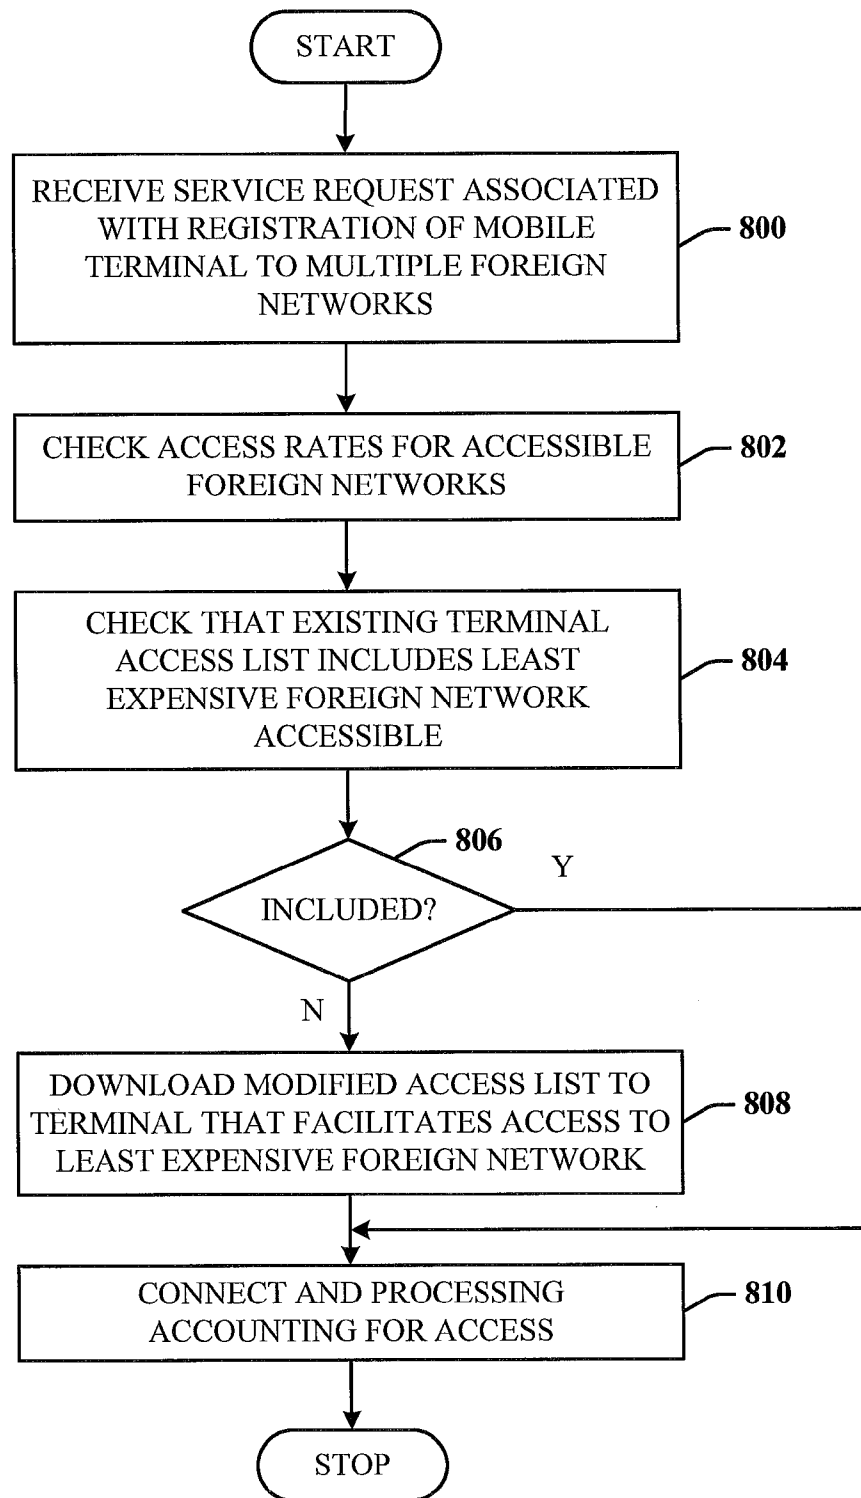 START
RECEIVE SERVICE REQUEST ASSOCIATED
WITH REGISTRATION OF MOBILE
TERMINAL TO MULTIPLE FOREIGN
NETWORKS
800
CHECK ACCESS RATES FOR ACCESSIBLE
FOREIGN NETWORKS
802
CHECK THAT EXISTING TERMINAL
ACCESS LIST INCLUDES LEAST
EXPENSIVE FOREIGN NETWORK
ACCESSIBLE
804
806
INCLUDED?
Y
N
DOWNLOAD MODIFIED ACCESS LIST TO
TERMINAL THAT FACILITATES ACCESS TO
LEAST EXPENSIVE FOREIGN NETWORK
808
CONNECT AND PROCESSING
ACCOUNTING FOR ACCESS
810
STOP